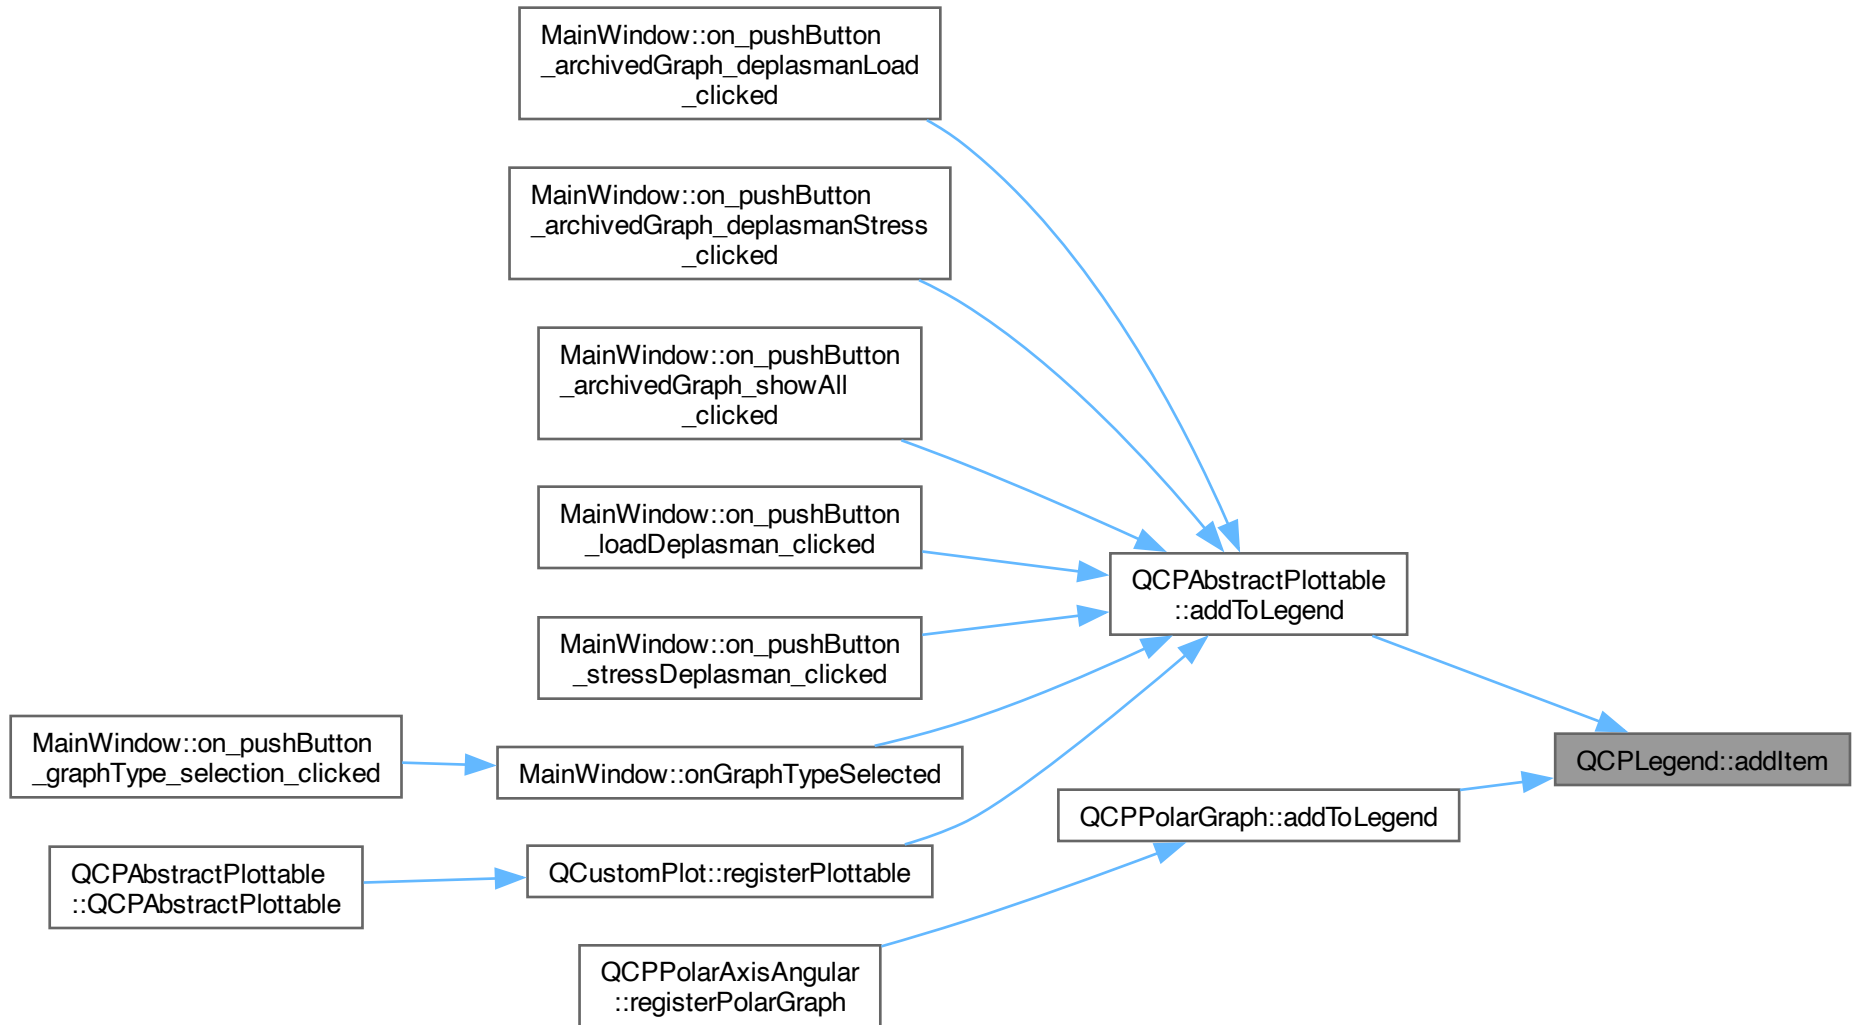 MainWindow::on_pushButton
_archivedGraph_deplasmanLoad
_clicked
MainWindow::on_pushButton
_archivedGraph_deplasmanStress
_clicked
MainWindow::on_pushButton
_archivedGraph_showAll
_clicked
MainWindow::on_pushButton
_loadDeplasman_clicked
MainWindow::on_pushButton
_stressDeplasman_clicked
MainWindow::on_pushButton
_graphType_selection_clicked
MainWindow::onGraphTypeSelected
QCPAbstractPlottable
::QCPAbstractPlottable
QCustomPlot::registerPlottable
QCPPolarAxisAngular
::registerPolarGraph
QCPAbstractPlottable
::addToLegend
QCPPolarGraph::addToLegend
QCPLegend::addItem